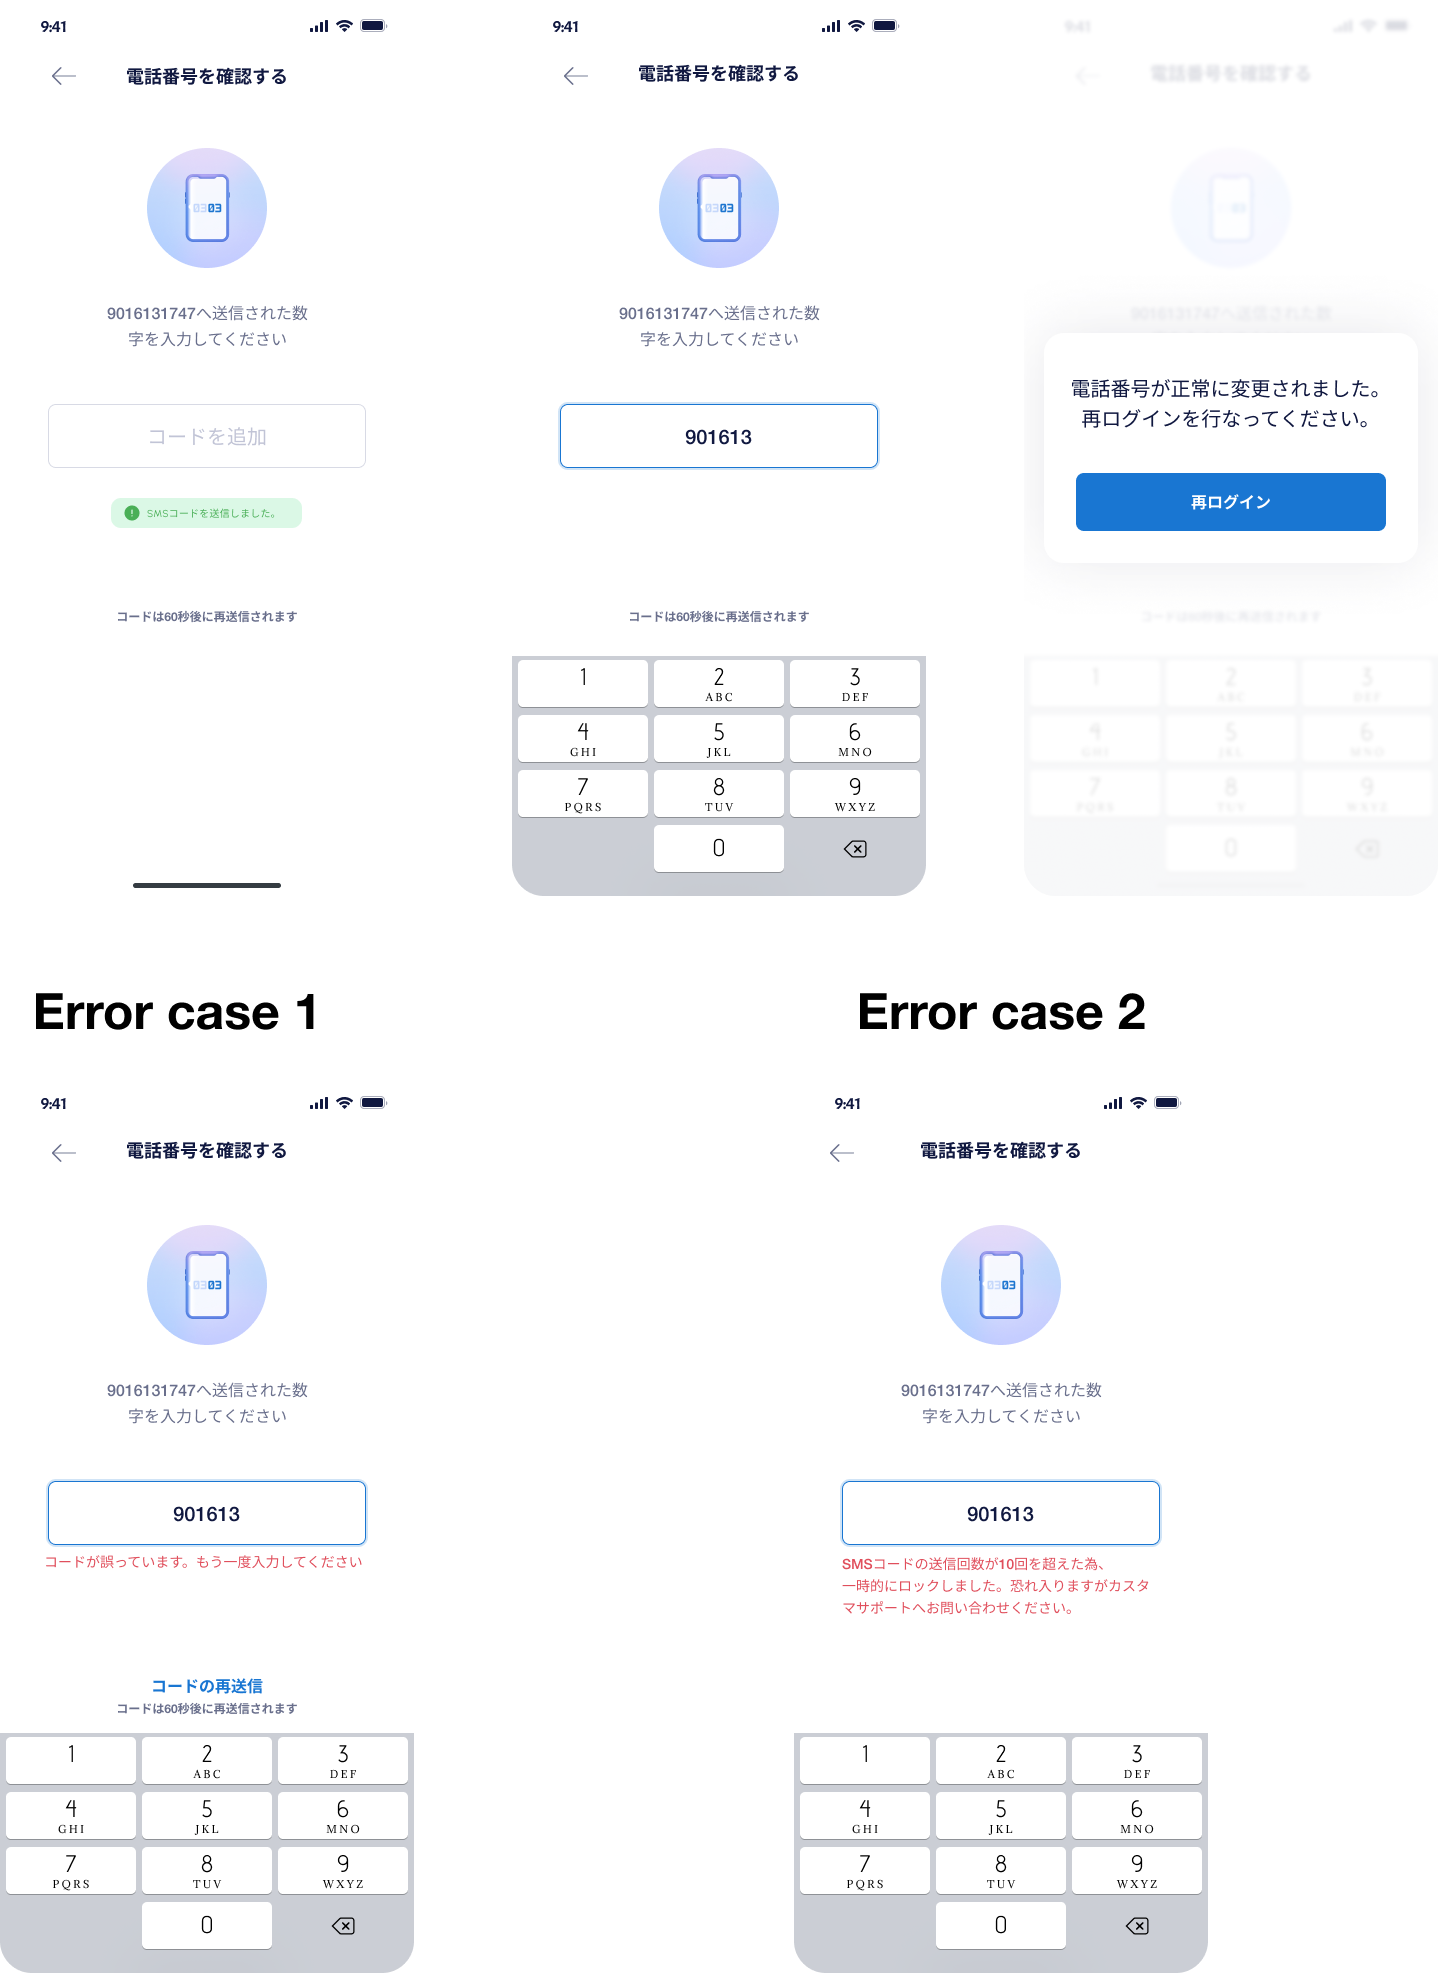 9:41
電話番号を確認する
0303
9016131747へ送信された数
字を入力してください
コードを追加
SMSコードを送信しました。
コードは60秒後に再送信されます
9:41
電話番号を確認する
0303
9016131747へ送信された数
字を入力してください
901613
コードは60秒後に再送信されます
1 2 3
ABC DEF
4 5 6
GHI JKL MNO
7 8 9
PQRS TUV WXYZ
0
9:41
電話番号を確認する
03
9016131747へ送信された数
電話番号が正常に変更されました。
再ログインを行なってください。
再ログイン
コードは60秒後に再送信されます
1 2 3
ABC DEF
4 5 6
GHI JKL MNO
7 8 9
PQRS TUV WXYZ
0
Error case 1
9:41
電話番号を確認する
0303
9016131747へ送信された数
字を入力してください
901613
コードが誤っています。もう一度入力してください
コードの再送信
コードは60秒後に再送信されます
1 2 3
ABC DEF
4 5 6
GHI JKL MNO
7 8 9
PQRS TUV WXYZ
0
Error case 2
9:41
電話番号を確認する
0303
9016131747へ送信された数
字を入力してください
901613
SMSコードの送信回数が10回を超えた為、
一時的にロックしました。恐れ入りますがカスタ
マサポートへお問い合わせください。
1 2 3
ABC DEF
4 5 6
GHI JKL MNO
7 8 9
PQRS TUV WXYZ
0